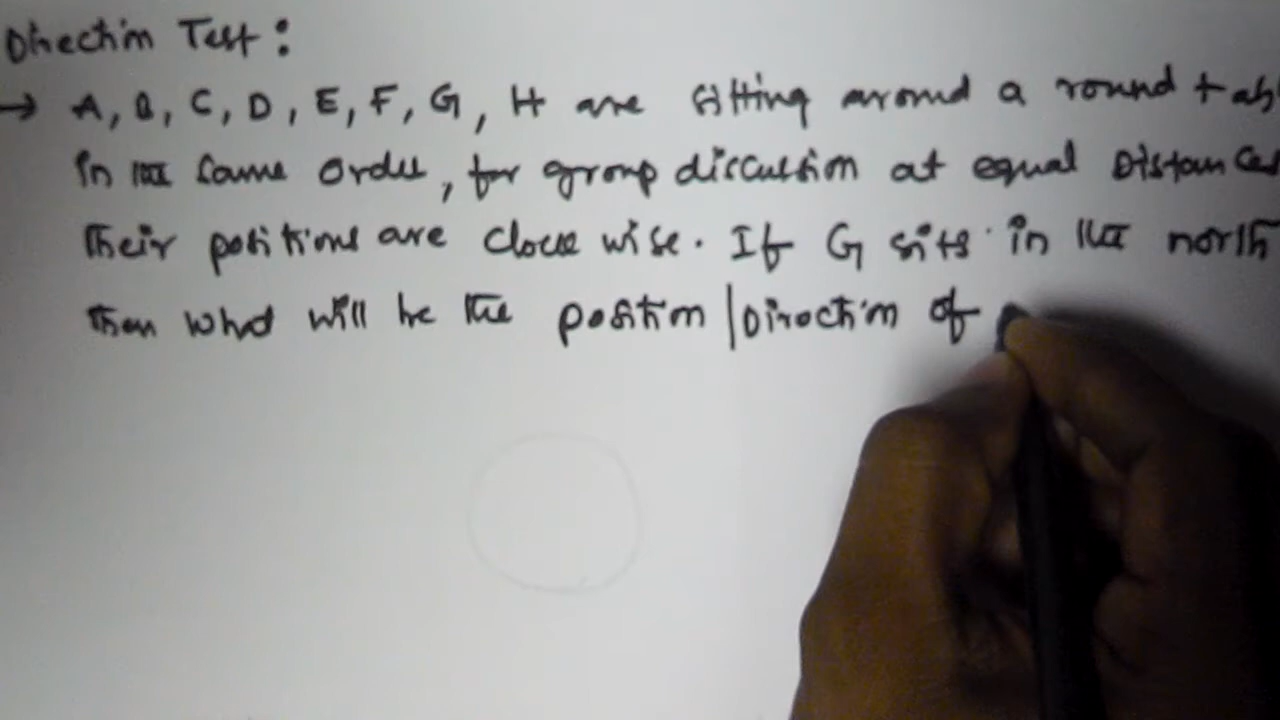 Direction Test:
→ A, B, C, D, E, F, G, H are sitting around a round tab
in the same order, for group discussion at equal Distances
Their positions are clock wise. If G sits in the north
then what will be the position | Direction of